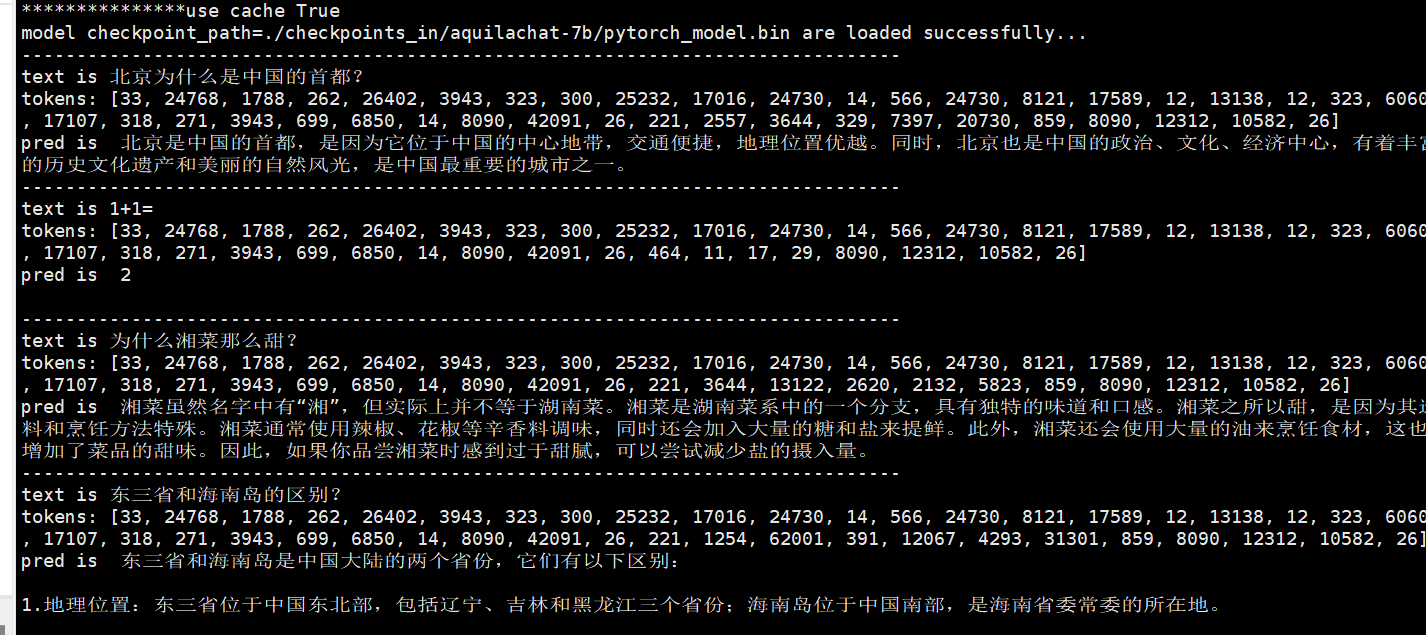 ***************use cache True
model checkpoint_path=./checkpoints_in/aquilachat-7b/pytorch_model.bin are loaded successfully...
--------------------------------------------------------------------------------
text is 北京为什么是中国的首都？
tokens: [33, 24768, 1788, 262, 26402, 3943, 323, 300, 25232, 17016, 24730, 14, 566, 24730, 8121, 17589, 12, 13138, 12, 323, 6060
, 17107, 318, 271, 3943, 699, 6850, 14, 8090, 42091, 26, 221, 2557, 3644, 329, 7397, 20730, 859, 8090, 12312, 10582, 26]
pred is 北京是中国的首都，是因为它位于中国的中心地带，交通便捷，地理位置优越。同时，北京也是中国的政治、文化、经济中心，有着丰富
的历史文化遗产和美丽的自然风光，是中国最重要的城市之一。
--------------------------------------------------------------------------------
text is 1+1=
tokens: [33, 24768, 1788, 262, 26402, 3943, 323, 300, 25232, 17016, 24730, 14, 566, 24730, 8121, 17589, 12, 13138, 12, 323, 6060
, 17107, 318, 271, 3943, 699, 6850, 14, 8090, 42091, 26, 464, 11, 17, 29, 8090, 12312, 10582, 26]
pred is 2
--------------------------------------------------------------------------------
text is 为什么湘菜那么甜？
tokens: [33, 24768, 1788, 262, 26402, 3943, 323, 300, 25232, 17016, 24730, 14, 566, 24730, 8121, 17589, 12, 13138, 12, 323, 6060
, 17107, 318, 271, 3943, 699, 6850, 14, 8090, 42091, 26, 221, 3644, 13122, 2620, 2132, 5823, 859, 8090, 12312, 10582, 26]
pred is 湘菜虽然名字中有“湘”，但实际上并不等于湖南菜。湘菜是湖南菜系中的一个分支，具有独特的味道和口感。湘菜之所以甜，是因为其
料和烹饪方法特殊。湘菜通常使用辣椒、花椒等辛香料调味，同时还会加入大量的糖和盐来提鲜。此外，湘菜还会使用大量的油来烹饪食材，这也
增加了菜品的甜味。因此，如果你品尝湘菜时感到过于甜腻，可以尝试减少盐的摄入量。
--------------------------------------------------------------------------------
text is 东三省和海南岛的区别？
tokens: [33, 24768, 1788, 262, 26402, 3943, 323, 300, 25232, 17016, 24730, 14, 566, 24730, 8121, 17589, 12, 13138, 12, 323, 6060
, 17107, 318, 271, 3943, 699, 6850, 14, 8090, 42091, 26, 221, 1254, 62001, 391, 12067, 4293, 31301, 859, 8090, 12312, 10582, 26]
pred is 东三省和海南岛是中国大陆的两个省份，它们有以下区别：
1.地理位置：东三省位于中国东北部，包括辽宁、吉林和黑龙江三个省份；海南岛位于中国南部，是海南省委常委的所在地。